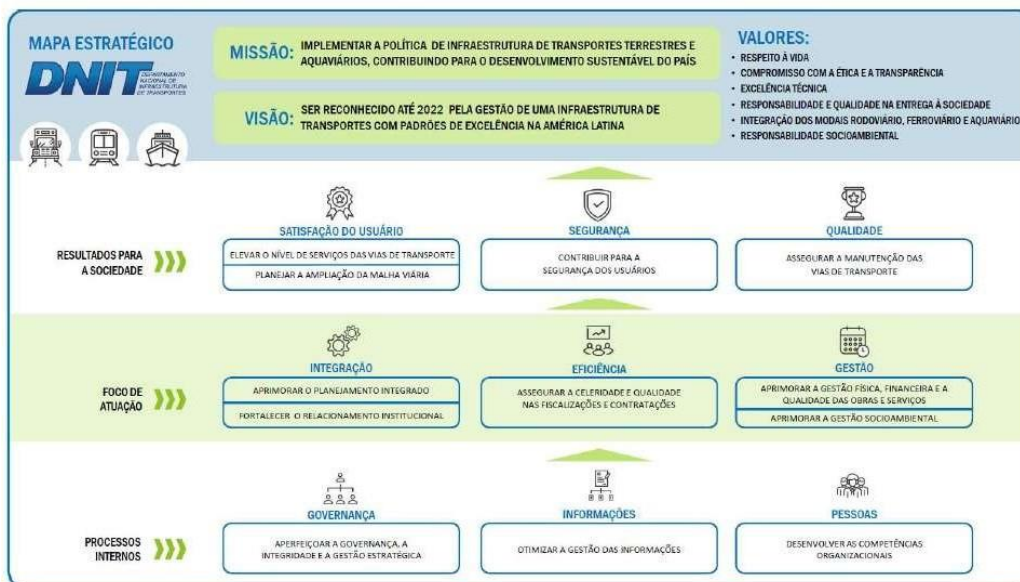 MAPA ESTRATÉGICO
DNIT
DEPARTAMENTO
NACIONAL DE
INFRAESTRUTURA
DE TRANSPORTES
MISSÃO: IMPLEMENTAR A POLÍTICA DE INFRAESTRUTURA DE TRANSPORTES TERRESTRES E
AQUAVIÁRIOS, CONTRIBUINDO PARA O DESENVOLVIMENTO SUSTENTÁVEL DO PAÍS
VISÃO: SER RECONHECIDO ATÉ 2022 PELA GESTÃO DE UMA INFRAESTRUTURA DE
TRANSPORTES COM PADRÕES DE EXCELÊNCIA NA AMÉRICA LATINA
VALORES:
• RESPEITO À VIDA
• COMPROMISSO COM A ÉTICA E A TRANSPARÊNCIA
• EXCELÊNCIA TÉCNICA
• RESPONSABILIDADE E QUALIDADE NA ENTREGA À SOCIEDADE
• INTEGRAÇÃO DOS MODAIS RODOVIÁRIO, FERROVIÁRIO E AQUAVIÁRIO
• RESPONSABILIDADE SOCIOAMBIENTAL
RESULTADOS PARA
A SOCIEDADE
SATISFAÇÃO DO USUÁRIO
ELEVAR O NÍVEL DE SERVIÇOS DAS VIAS DE TRANSPORTE
PLANEJAR A AMPLIAÇÃO DA MALHA VIÁRIA
SEGURANÇA
CONTRIBUIR PARA A
SEGURANÇA DOS USUÁRIOS
QUALIDADE
ASSEGURAR A MANUTENÇÃO DAS
VIAS DE TRANSPORTE
FOCO DE
ATUAÇÃO
INTEGRAÇÃO
APRIMORAR O PLANEJAMENTO INTEGRADO
FORTALECER O RELACIONAMENTO INSTITUCIONAL
EFICIÊNCIA
ASSEGURAR A CELERIDADE E QUALIDADE
NAS FISCALIZAÇÕES E CONTRATAÇÕES
GESTÃO
APRIMORAR A GESTÃO FÍSICA, FINANCEIRA E A
QUALIDADE DAS OBRAS E SERVIÇOS
APRIMORAR A GESTÃO SOCIOAMBIENTAL
PROCESSOS
INTERNOS
GOVERNANÇA
APERFEIÇOAR A GOVERNANÇA, A
INTEGRIDADE E A GESTÃO ESTRATÉGICA
INFORMAÇÕES
OTIMIZAR A GESTÃO DAS INFORMAÇÕES
PESSOAS
DESENVOLVER AS COMPETÊNCIAS
ORGANIZACIONAIS